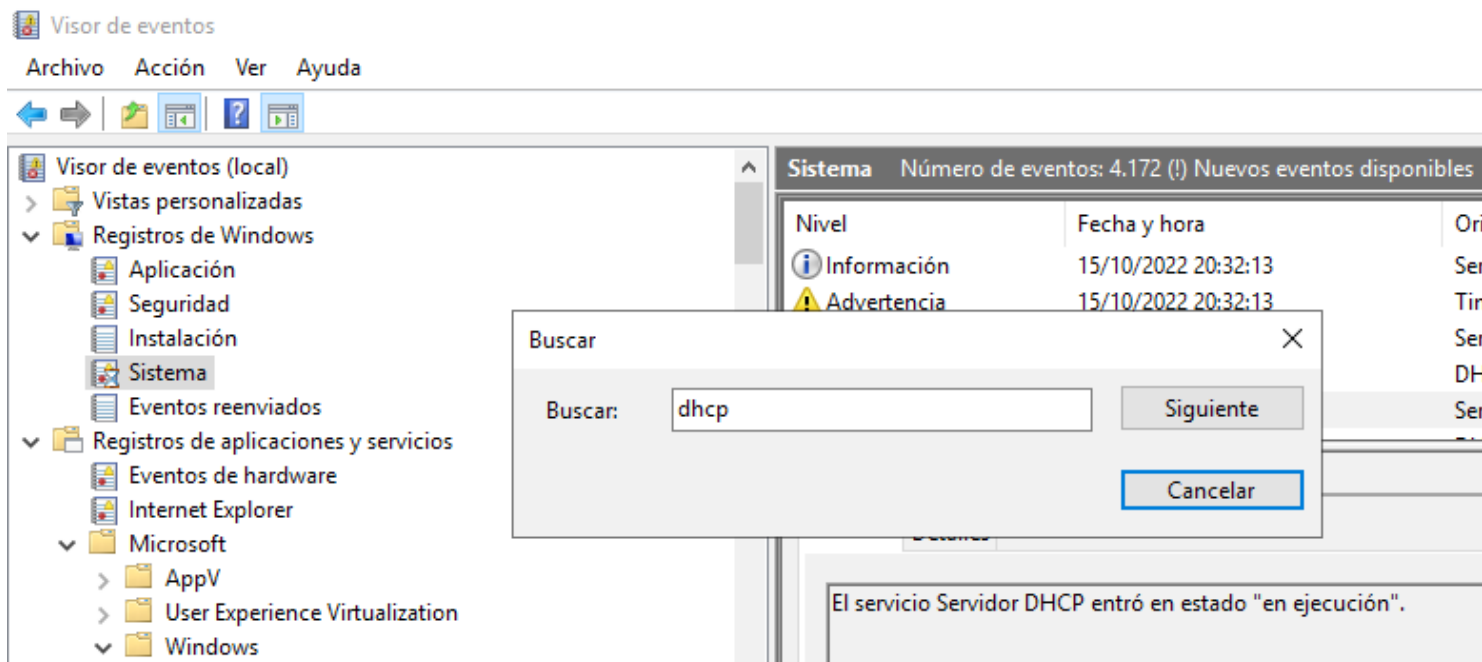 Visor de eventos
Archivo Acción Ver Ayuda
Visor de eventos (local)
Vistas personalizadas
Registros de Windows
Aplicación
Seguridad
Instalación
Sistema
Eventos reenviados
Registros de aplicaciones y servicios
Eventos de hardware
Internet Explorer
Microsoft
AppV
User Experience Virtualization
Windows
Sistema Número de eventos: 4.172 (!) Nuevos eventos disponibles
Nivel Fecha y hora
Información 15/10/2022 20:32:13
Advertencia 15/10/2022 20:32:13
Buscar
Buscar: dhcp Siguiente
Cancelar
El servicio Servidor DHCP entró en estado "en ejecución".